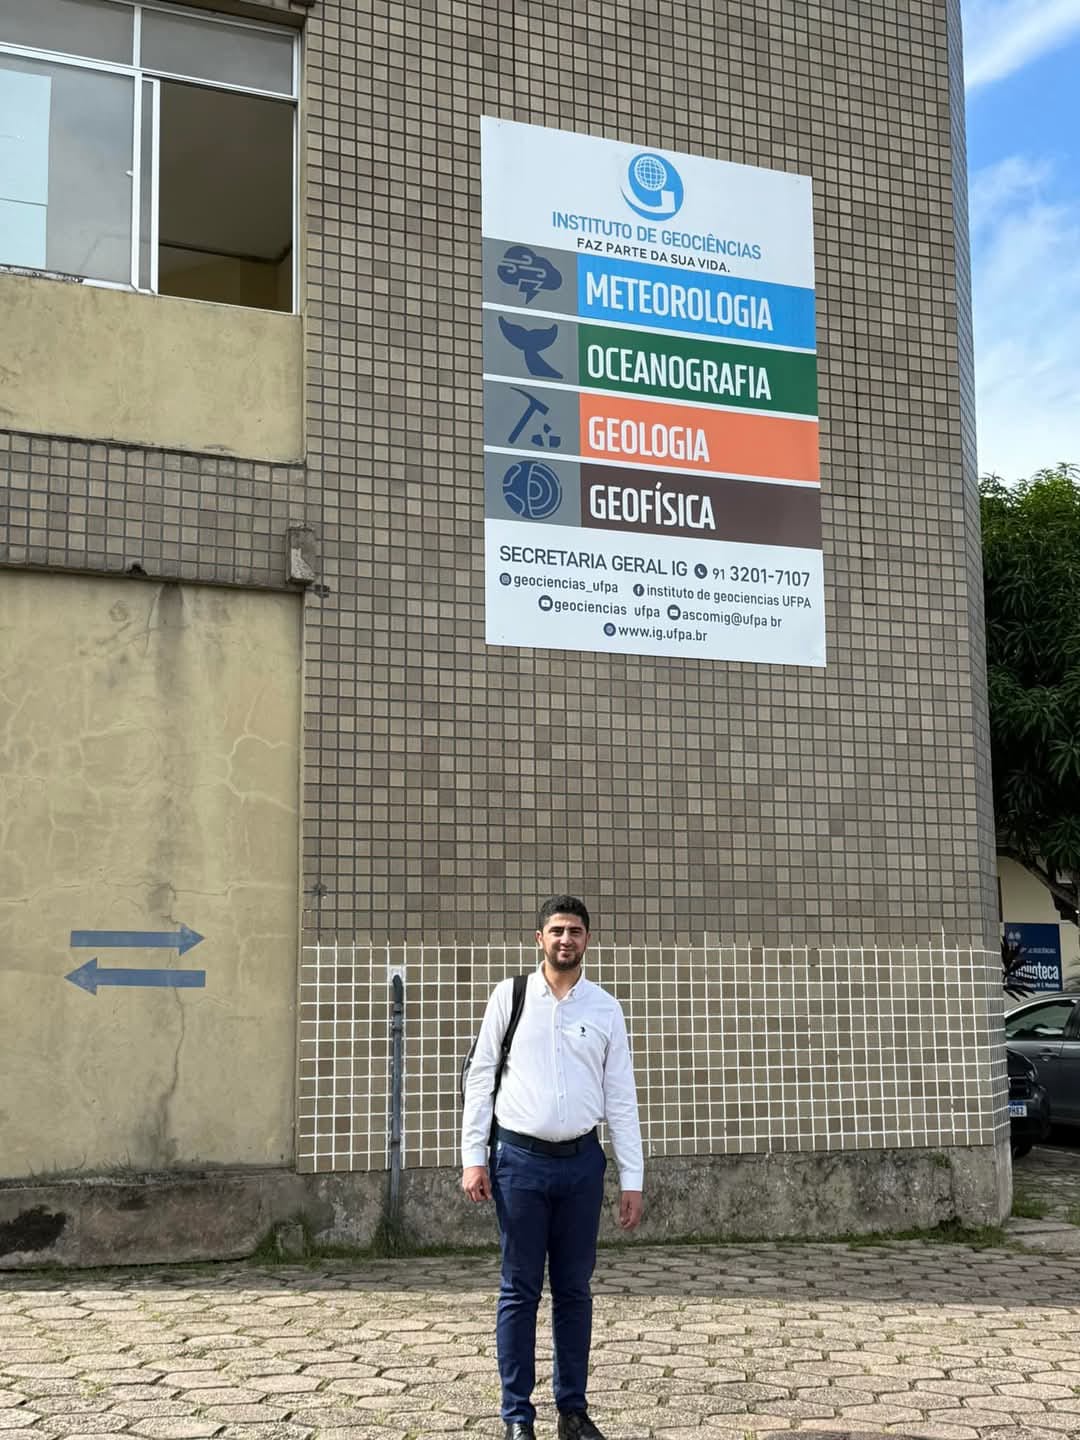 INSTITUTO DE GEOCIÊNCIAS
FAZ PARTE DA SUA VIDA.
METEOROLOGIA
OCEANOGRAFIA
GEOLOGIA
GEOFÍSICA
SECRETARIA GERAL IG 91 3201-7107
geociencias_ufpa instituto de geociencias UFPA
geociencias ufpa ascomig@ufpa br
www.ig.ufpa.br
Biblioteca